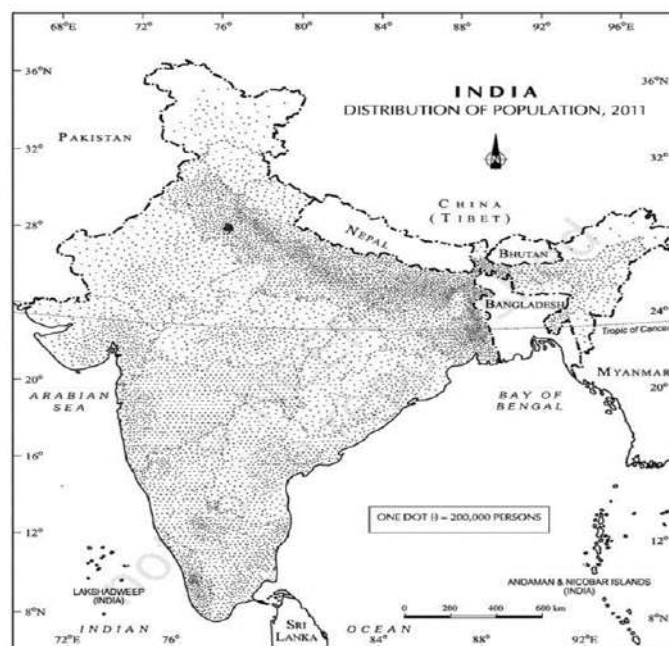 68°E 72° 76° 80° 84° 88° 92° 96°E
36°N
36°N
INDIA
DISTRIBUTION OF POPULATION, 2011
PAKISTAN
N
32°
32°
CHINA
(TIBET)
28°
NEPAL
BHUTAN
BANGLADESH
24°
Tropic of Cancer
MYANMAR
20°
20°
ARABIAN
SEA
BAY OF
BENGAL
16°
16°
ONE DOT (·) = 200,000 PERSONS
12°
12°
LAKSHADWEEP
(INDIA)
ANDAMAN & NICOBAR ISLANDS
(INDIA)
8°N
0 200 400 600 km
8°N
SRI
LANKA
INDIAN OCEAN
72°E 76° 84° 88° 92°E